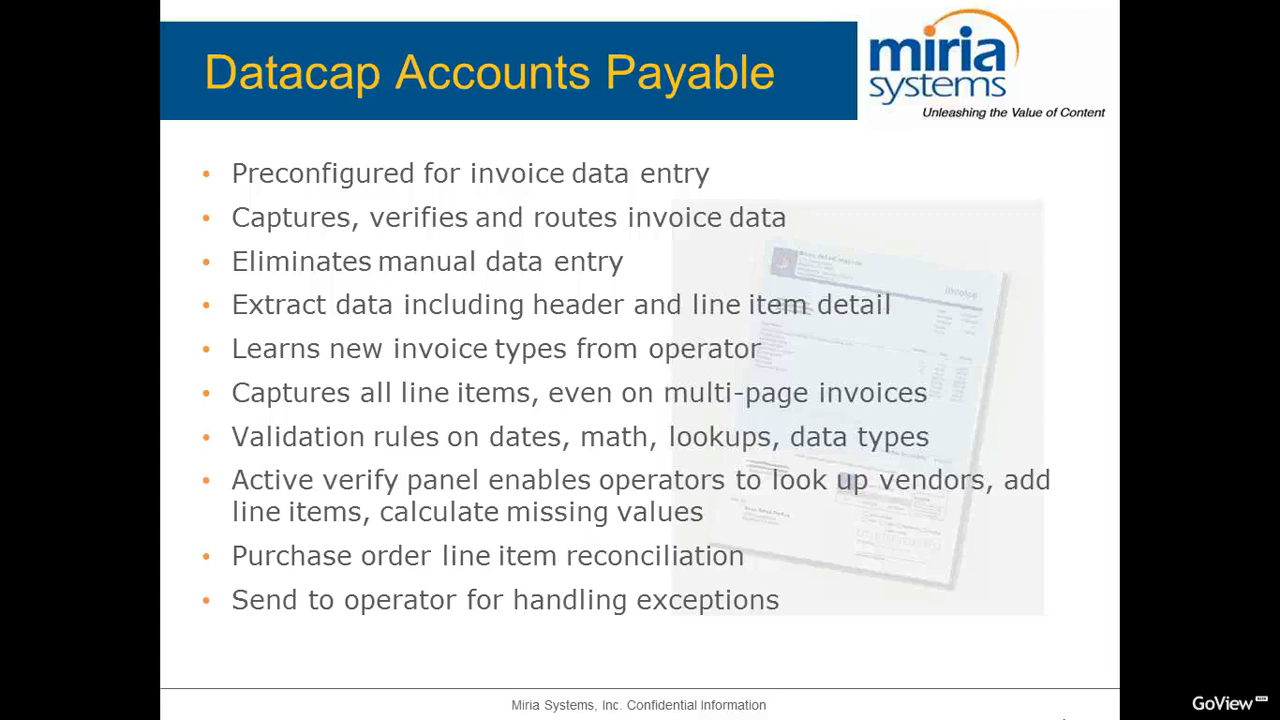 Datacap Accounts Payable
miria
systems
Unleashing the Value of Content
• Preconfigured for invoice data entry
• Captures, verifies and routes invoice data
• Eliminates manual data entry
• Extract data including header and line item detail
• Learns new invoice types from operator
• Captures all line items, even on multi-page invoices
• Validation rules on dates, math, lookups, data types
• Active verify panel enables operators to look up vendors, add
line items, calculate missing values
• Purchase order line item reconciliation
• Send to operator for handling exceptions
invoice
Miria Systems, Inc. Confidential Information
GoView